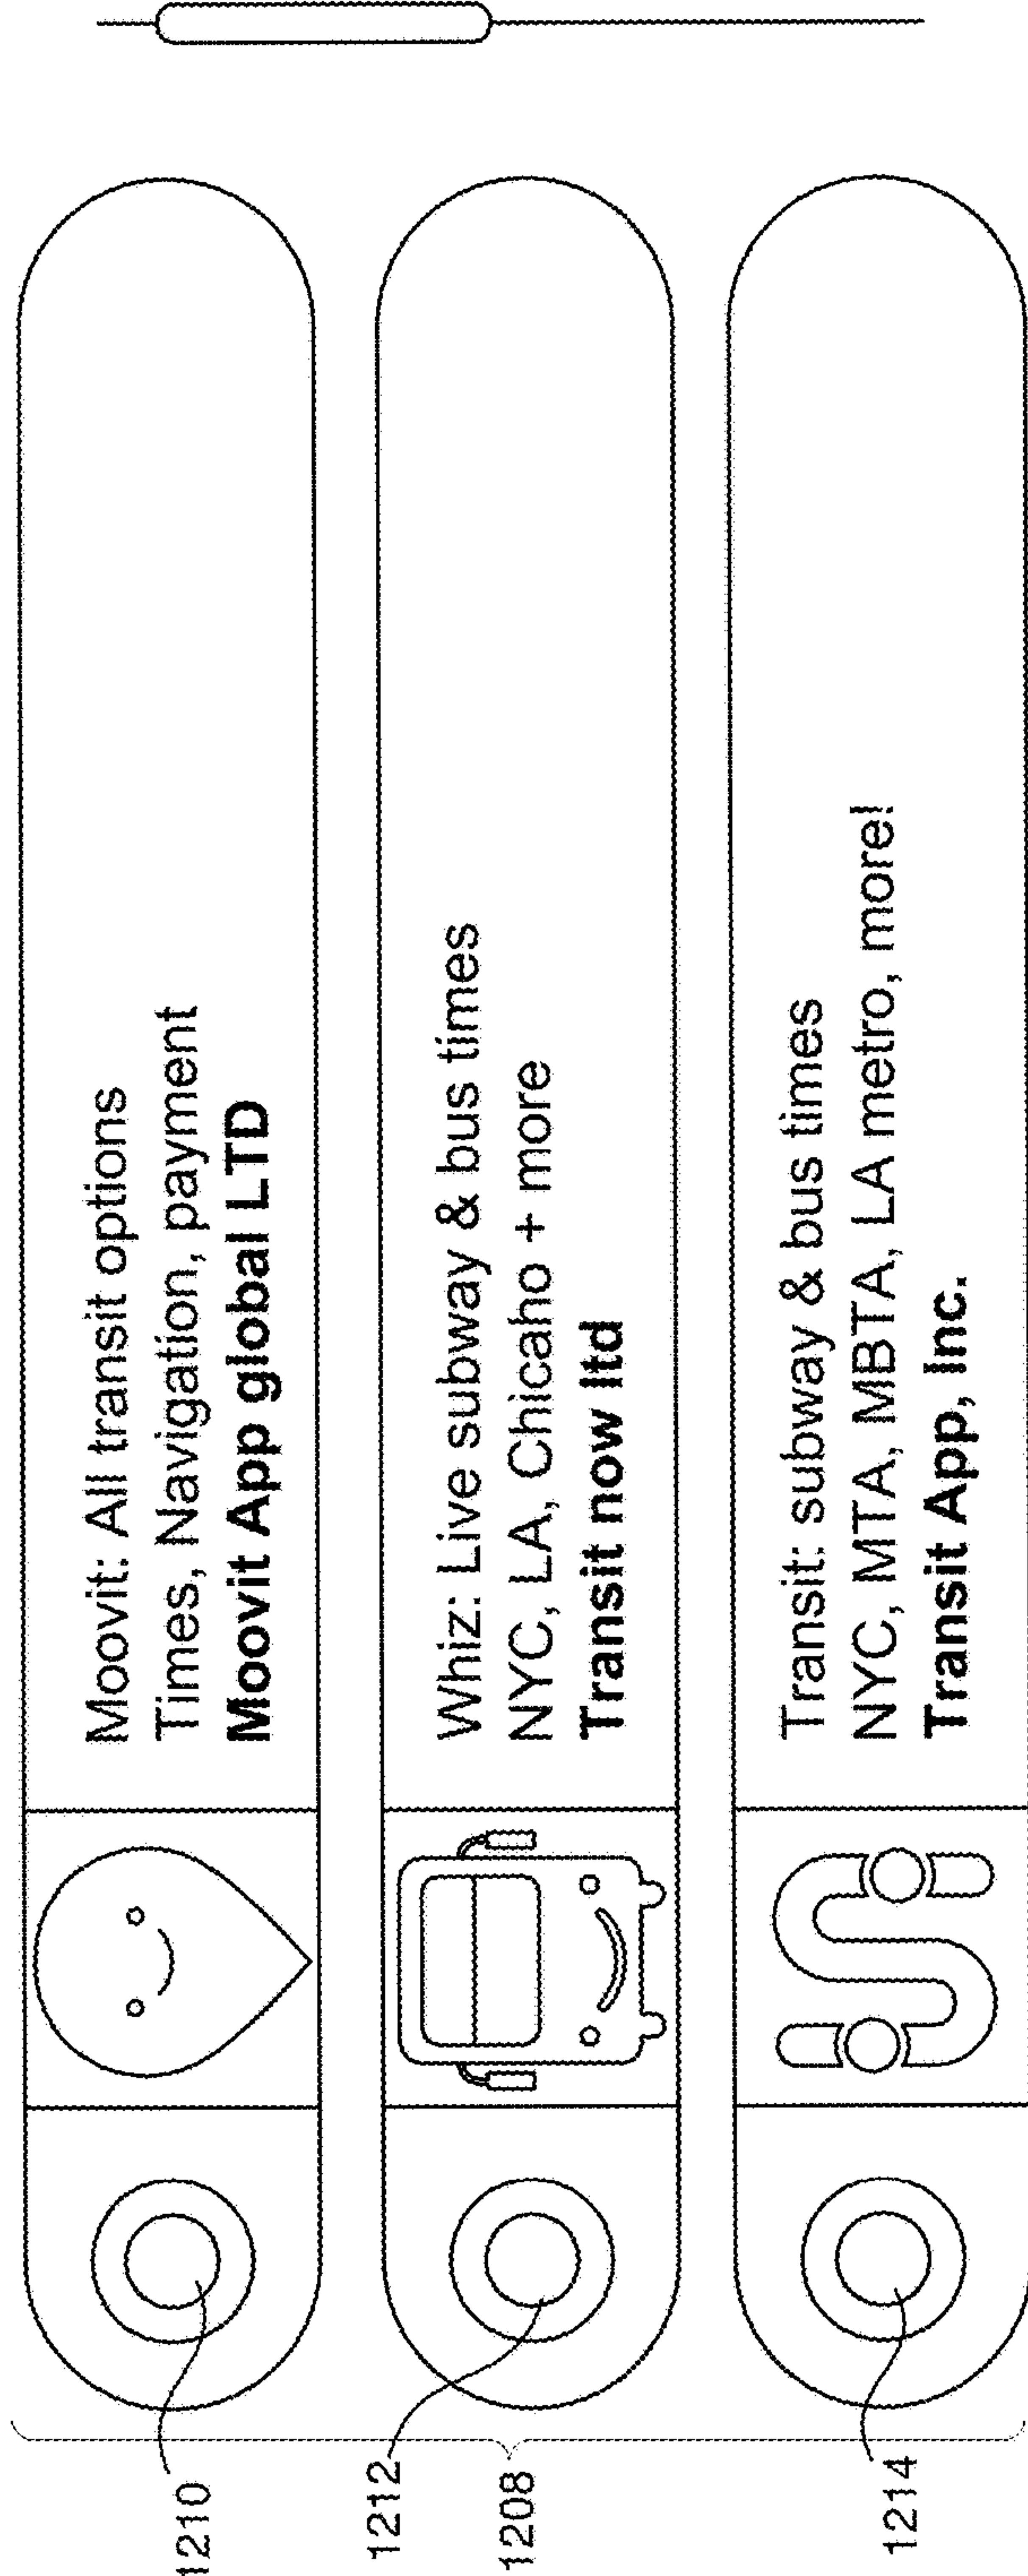 Moovit: All transit options
Times, Navigation, payment
Moovit App global LTD
1210
Whiz: Live subway & bus times
NYC, LA, Chicaho + more
Transit now ltd
1212
1208
Transit: subway & bus times
NYC, MTA, MBTA, LA metro, more!
Transit App, Inc.
1214